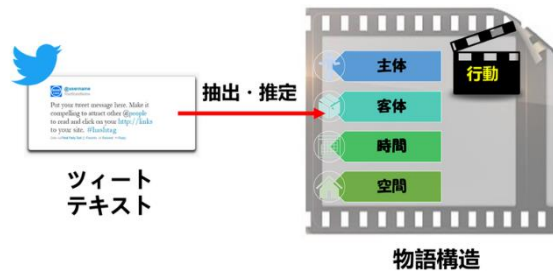 @username
Put your tweet message here. Make it
compelling to attract other @people
to read and click on your http://links
to your site. #hashtag
ツィート
テキスト
抽出・推定
主体
客体
時間
空間
行動
物語構造